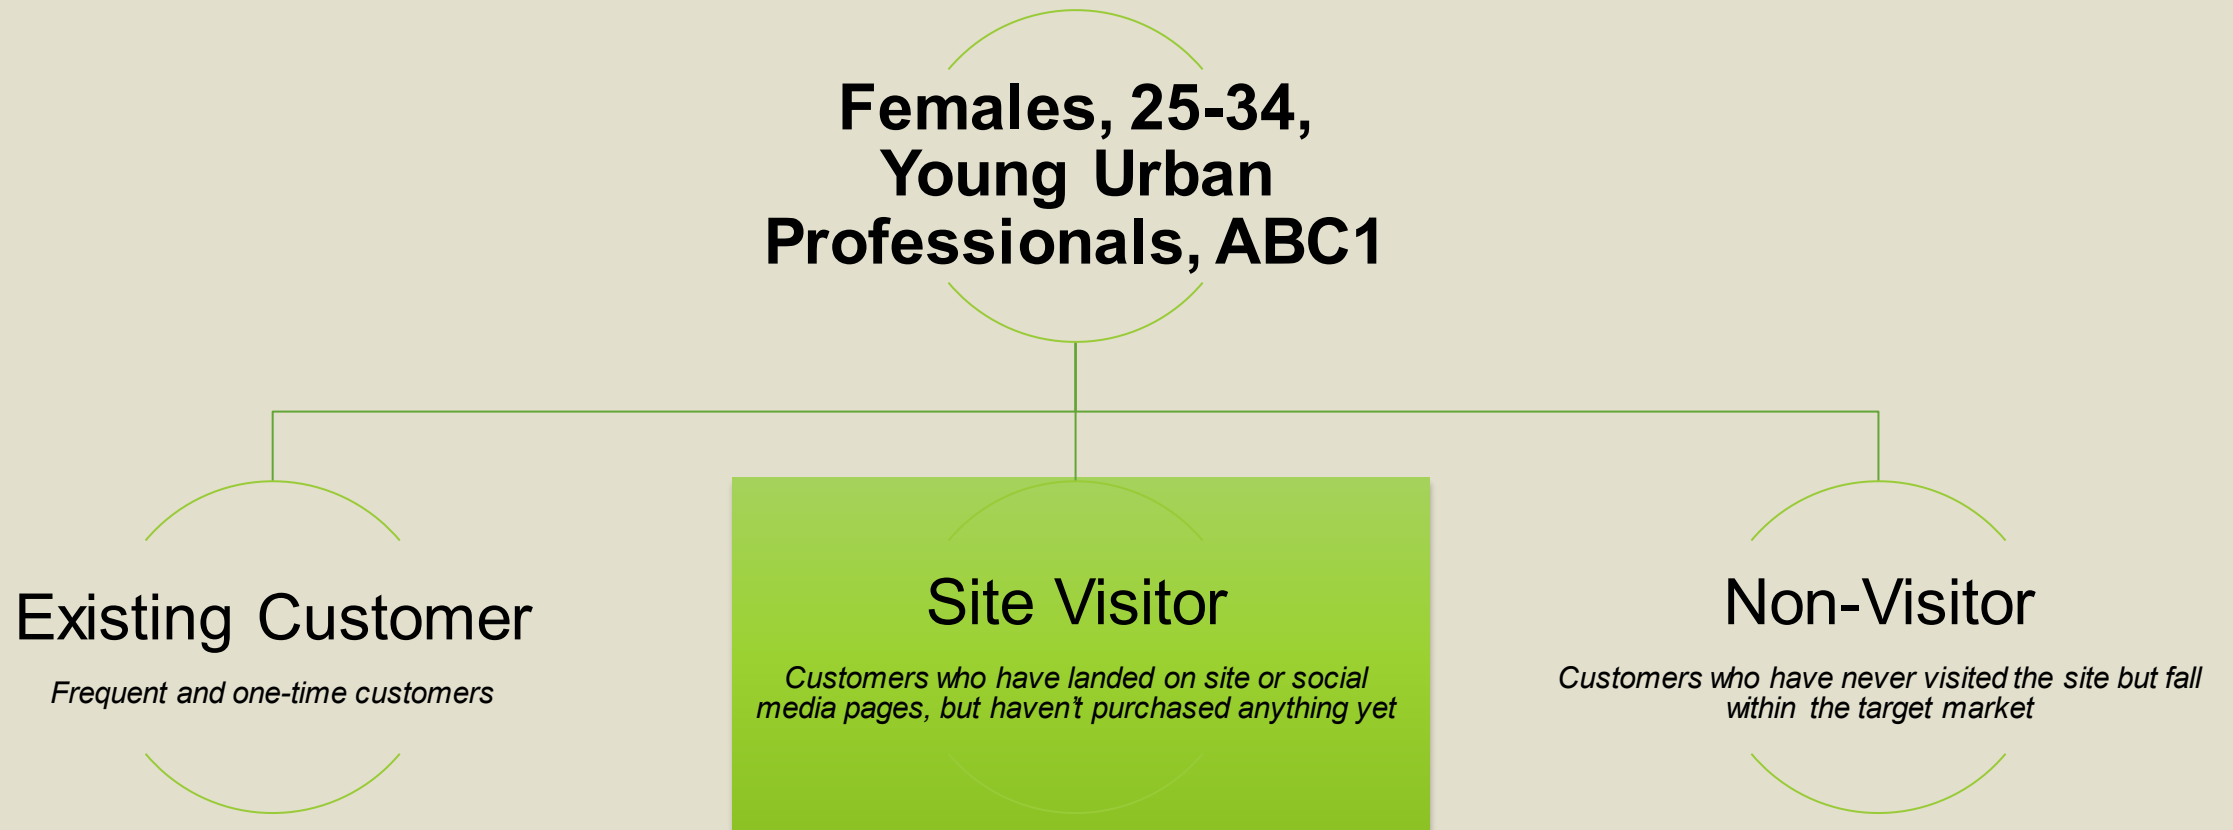 Females, 25-34,
Young Urban
Professionals, ABC1
Existing Customer
Frequent and one-time customers
Site Visitor
Customers who have landed on site or social
media pages, but haven't purchased anything yet
Non-Visitor
Customers who have never visited the site but fall
within the target market